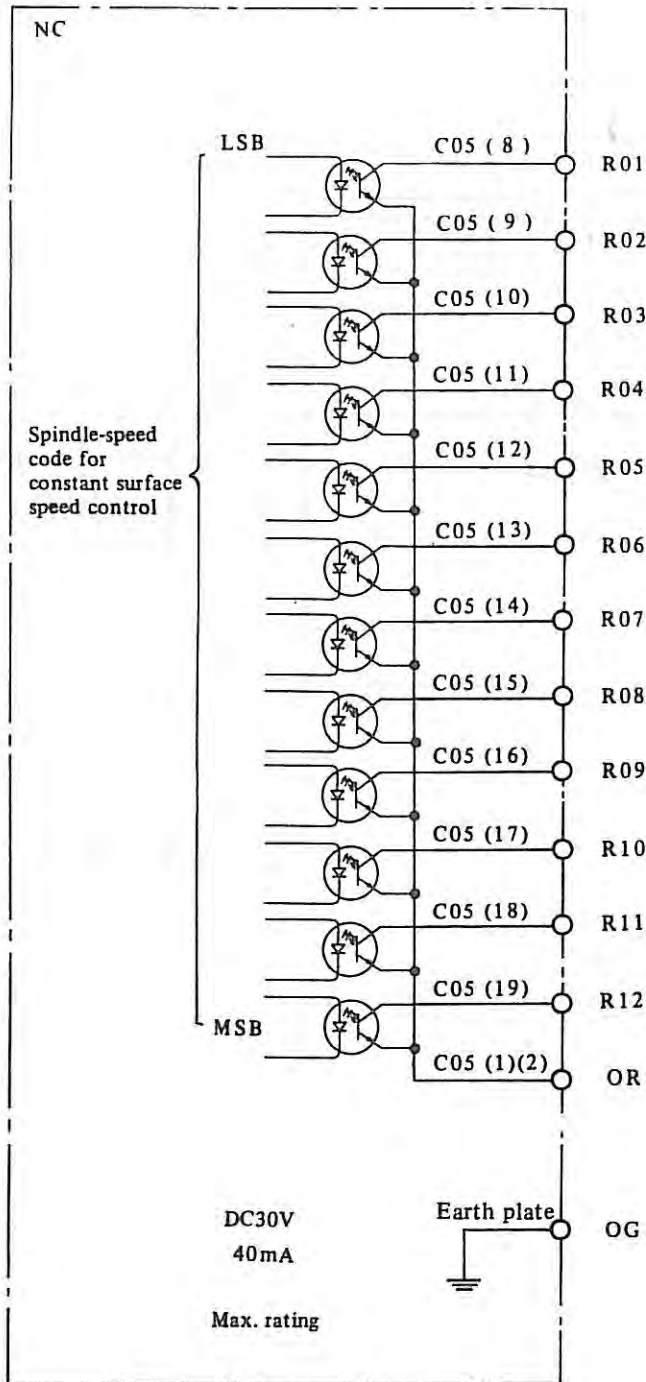 NC
LSB
C05 ( 8 ) R01
C05 ( 9 ) R02
C05 (10) R03
C05 (11) R04
Spindle-speed
code for
constant surface
speed control
C05 (12) R05
C05 (13) R06
C05 (14) R07
C05 (15) R08
C05 (16) R09
C05 (17) R10
C05 (18) R11
C05 (19) R12
MSB
C05 (1)(2) OR
Earth plate OG
DC30V
40mA
Max. rating